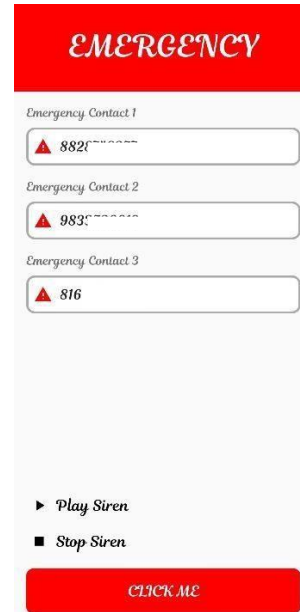 EMERGENCY
Emergency Contact 1
Emergency Contact 2
Emergency Contact 3
816
Play Siren
Stop Siren
CLICK ME